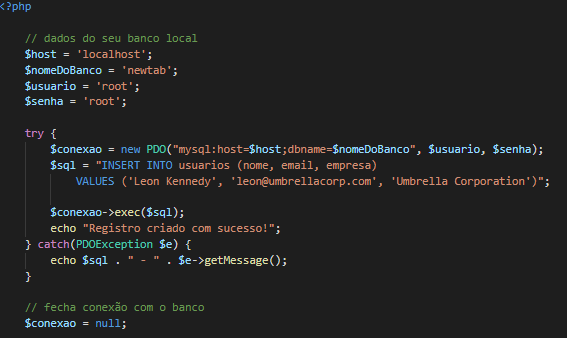 <?php
// dados do seu banco local
$host = 'localhost';
$nomeDoBanco = 'newtab';
$usuario = 'root';
$senha = 'root';
try {
$conexao = new PDO("mysql:host=$host;dbname=$nomeDoBanco", $usuario, $senha);
$sql = "INSERT INTO usuarios (nome, email, empresa)
VALUES ('Leon Kennedy', 'leon@umbrellacorp.com', 'Umbrella Corporation')";
$conexao->exec($sql);
echo "Registro criado com sucesso!";
} catch(PDOException $e) {
echo $sql . " - " . $e->getMessage();
}
// fecha conexão com o banco
$conexao = null;